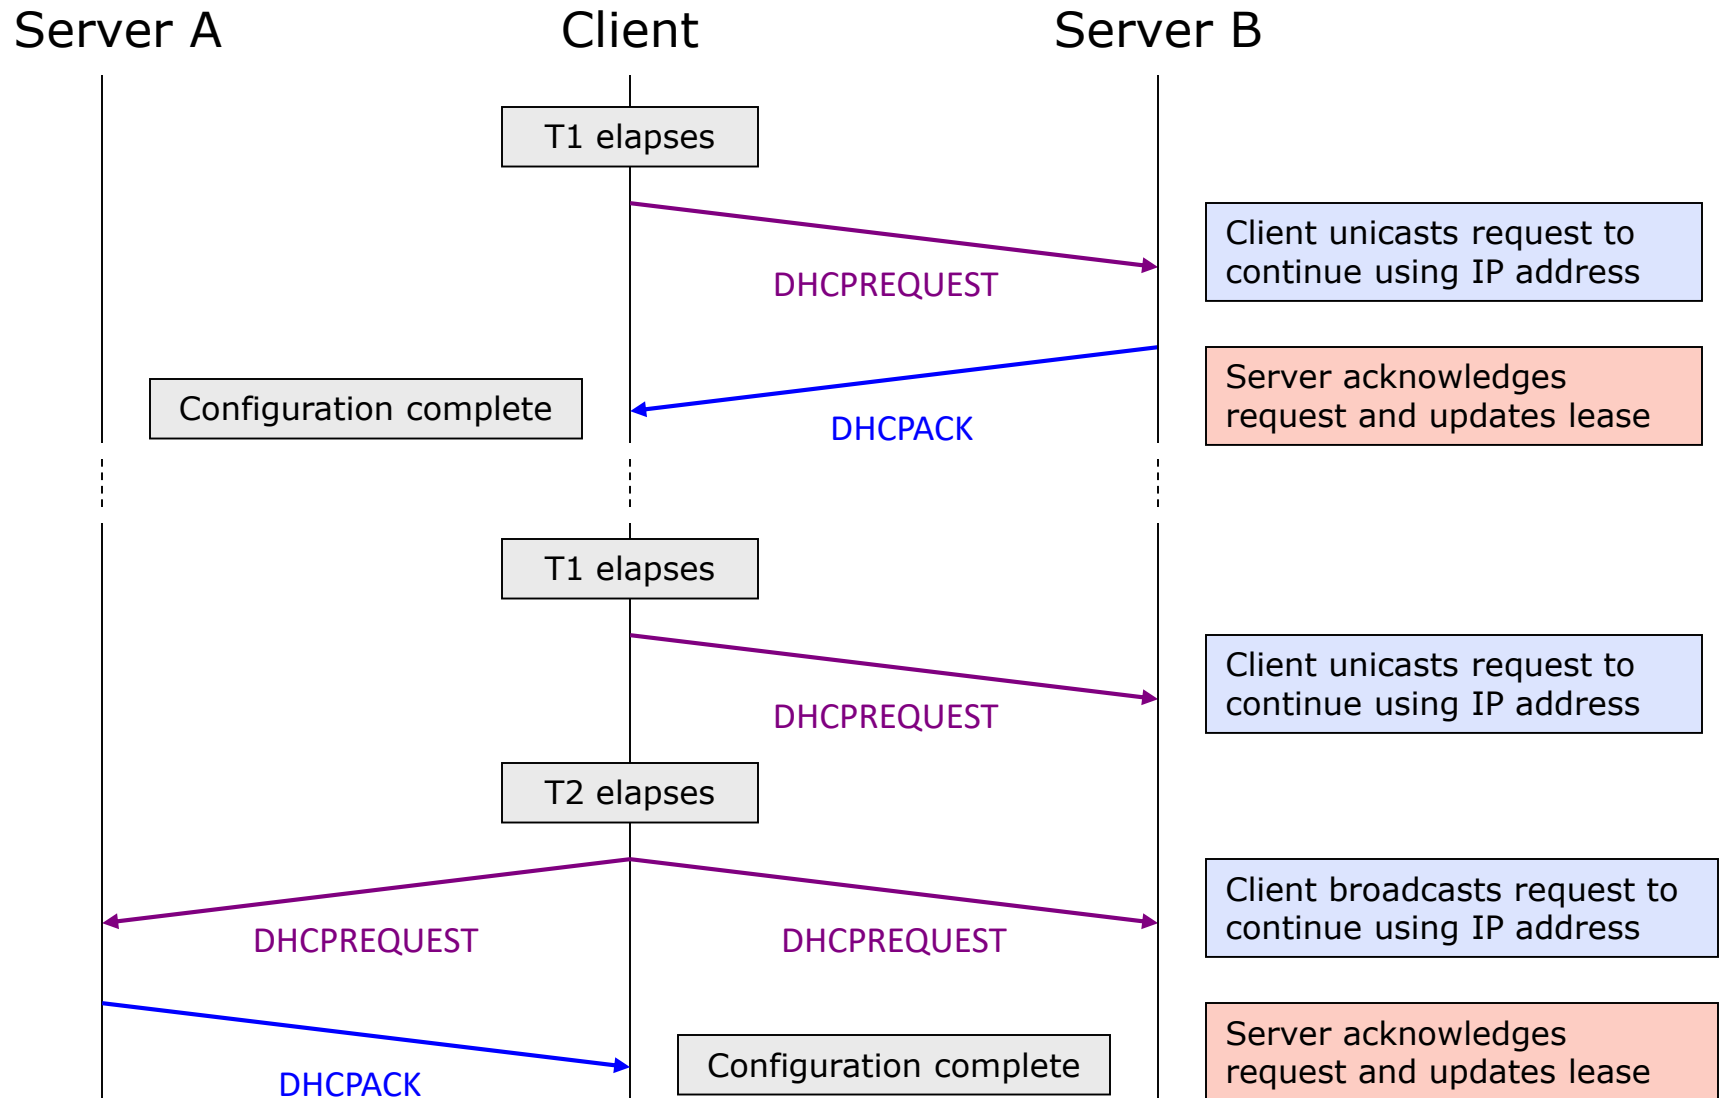 Server A
Client
Server B
T1 elapses
Client unicasts request to
continue using IP address
DHCPREQUEST
Server acknowledges
request and updates lease
Configuration complete
DHCPACK
T1 elapses
Client unicasts request to
continue using IP address
DHCPREQUEST
T2 elapses
Client broadcasts request to
continue using IP address
DHCPREQUEST
DHCPREQUEST
Server acknowledges
request and updates lease
Configuration complete
DHCPACK